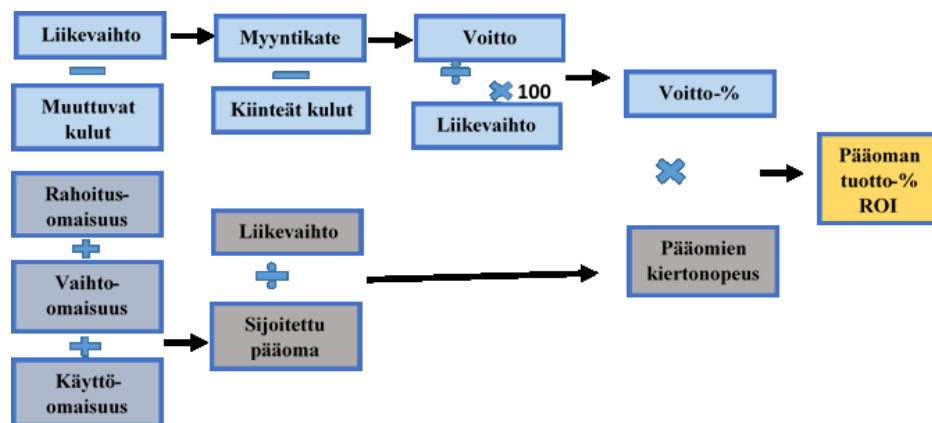 Liikevaihto
Myyntikate
Voitto
100
Muuttuvat
kulut
Kiinteät kulut
Liikevaihto
Voitto-%
Pääoman
tuotto-%
ROI
Rahoitus-
omaisuus
Liikevaihto
Pääomien
kiertonopeus
Vaihto-
omaisuus
Sijoitettu
pääoma
Käyttö-
omaisuus